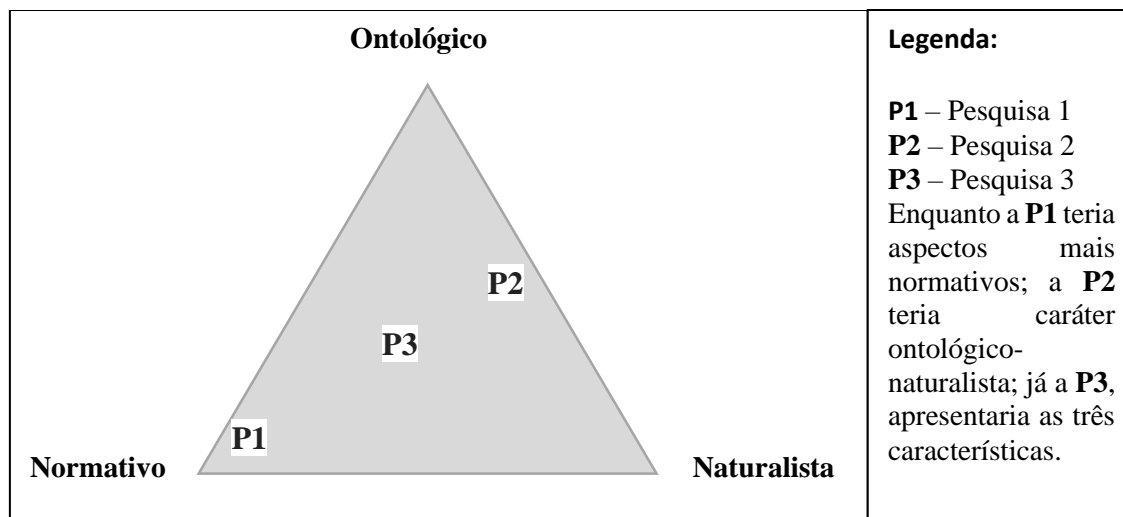 Ontológico
P2
P3
P1
Normativo
Naturalista
Legenda:
P1 – Pesquisa 1
P2 – Pesquisa 2
P3 – Pesquisa 3
Enquanto a P1 teria
aspectos mais
normativos; a P2
teria caráter
ontológico-
naturalista; já a P3,
apresentaria as três
características.